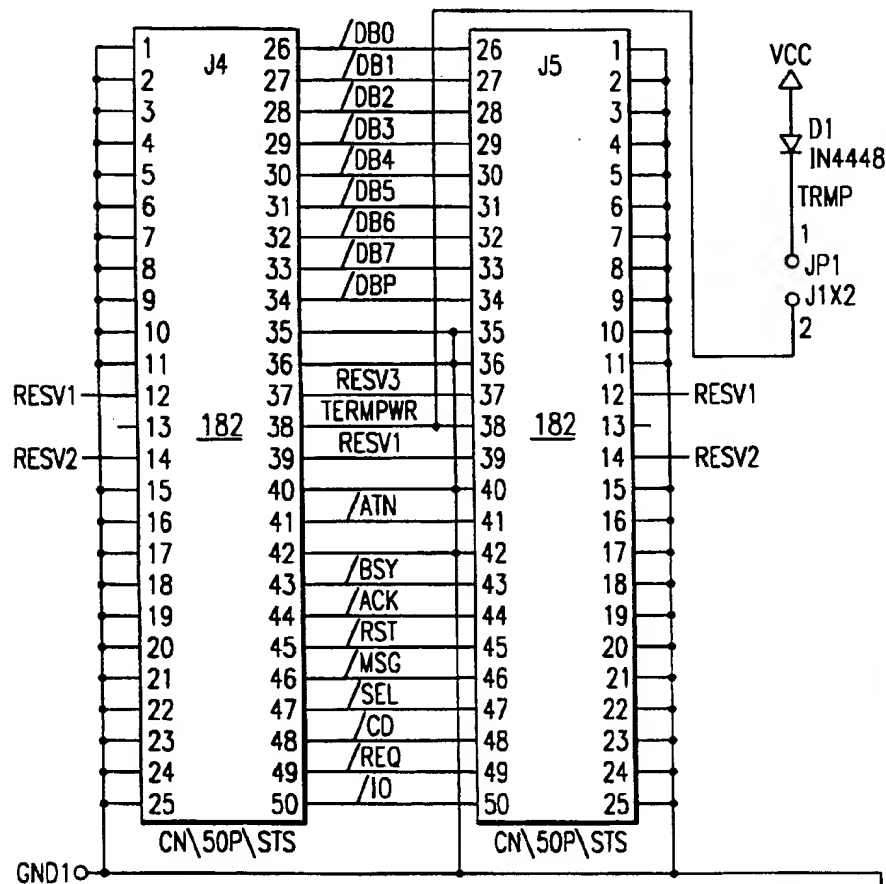 1 J4 26 /DB0 26 J5 1
2 27 /DB1 27 2 VCC
3 28 /DB2 28 3
4 29 /DB3 29 4 D1
5 30 /DB4 30 5 IN4448
6 31 /DB5 31 6 TRMP
7 32 /DB6 32 7 1
8 33 /DB7 33 8 JP1
9 34 /DBP 34 9 J1X2
10 35 35 10 2
11 36 36 11
RESV1 12 37 RESV3 37 12 RESV1
13 182 38 TERMPWR 38 182 13
RESV2 14 39 RESV1 39 14 RESV2
15 40 40 15
16 41 /ATN 41 16
17 42 42 17
18 43 /BSY 43 18
19 44 /ACK 44 19
20 45 /RST 45 20
21 46 /MSG 46 21
22 47 /SEL 47 22
23 48 /CD 48 23
24 49 /REQ 49 24
25 50 /IO 50 25
CN\50P\STS CN\50P\STS
GND1